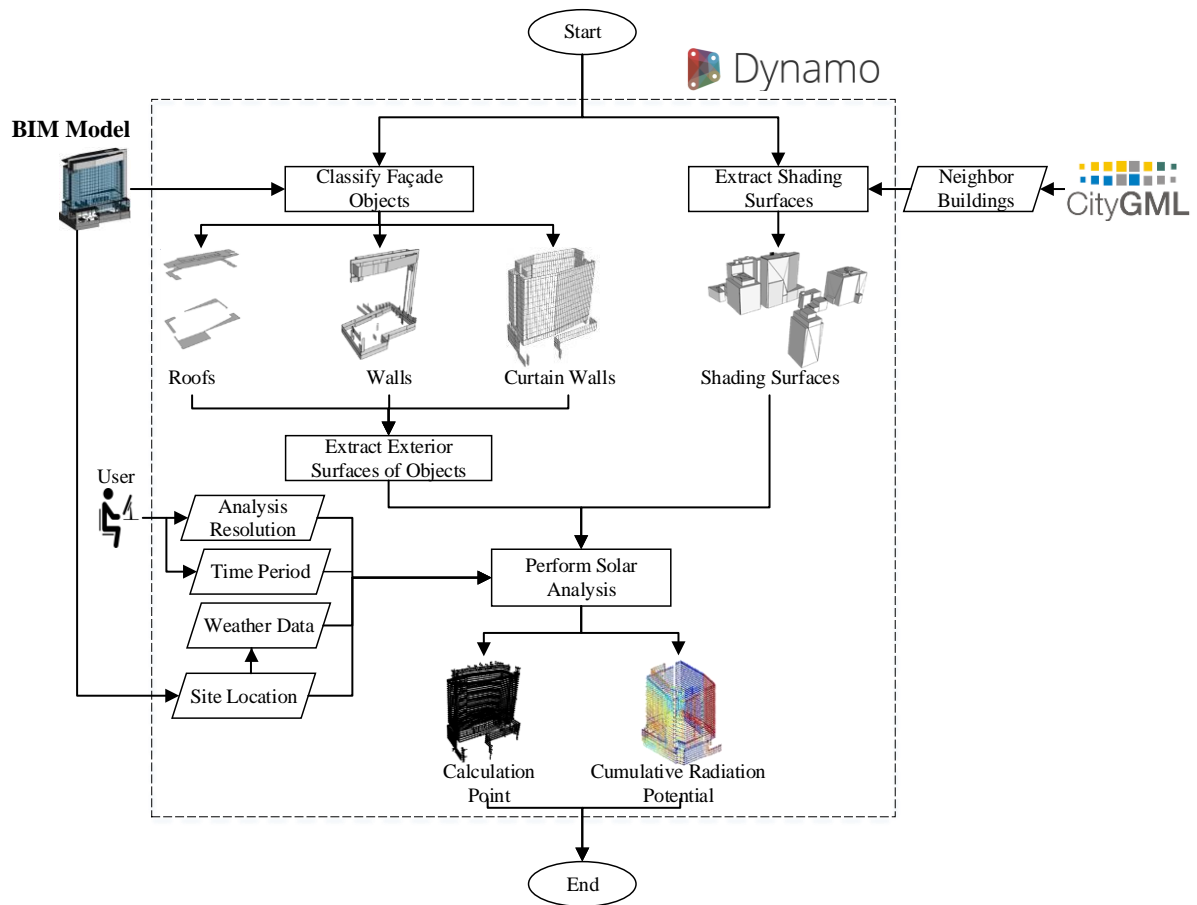 Start
Dynamo
BIM Model
Classify Façade
Objects
Extract Shading
Surfaces
Neighbor
Buildings
CityGML
Roofs
Walls
Curtain Walls
Shading Surfaces
Extract Exterior
Surfaces of Objects
User
Analysis
Resolution
Time Period
Perform Solar
Analysis
Weather Data
Site Location
Calculation
Point
Cumulative Radiation
Potential
End